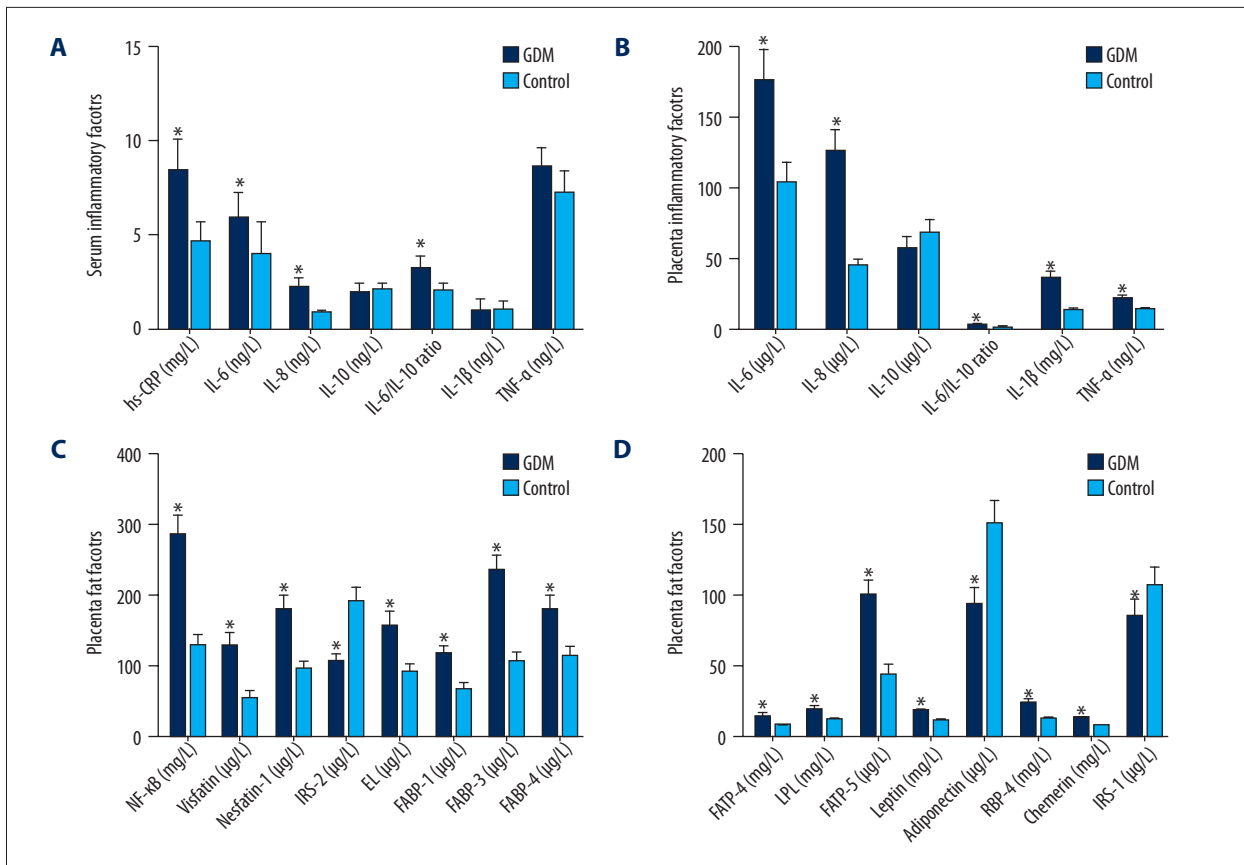 A
Serum inflammatory facotrs
15
10
5
0
GDM
Control
*
*
*
*
hs-CRP (mg/L)
IL-6 (ng/L)
IL-8 (ng/L)
IL-10 (ng/L)
IL-6/IL-10 ratio
IL-1β (ng/L)
TNF-α (ng/L)
B
Placenta inflammatory facotrs
200
150
100
50
0
GDM
Control
*
*
*
*
*
IL-6 (µg/L)
IL-8 (µg/L)
IL-10 (µg/L)
IL-6/IL-10 ratio
IL-1β (mg/L)
TNF-α (ng/L)
C
Placenta fat facotrs
400
300
200
100
0
GDM
Control
*
*
*
*
*
*
*
*
NF-κB (mg/L)
Visfatin (µg/L)
Nesfatin-1 (µg/L)
IRS-2 (µg/L)
EL (µg/L)
FABP-1 (µg/L)
FABP-3 (µg/L)
FABP-4 (µg/L)
D
Placenta fat facotrs
200
150
100
50
0
GDM
Control
*
*
*
*
*
*
*
*
FATP-4 (mg/L)
LPL (mg/L)
FATP-5 (µg/L)
Leptin (mg/L)
Adiponectin (µg/L)
RBP-4 (mg/L)
Chemerin (mg/L)
IRS-1 (µg/L)